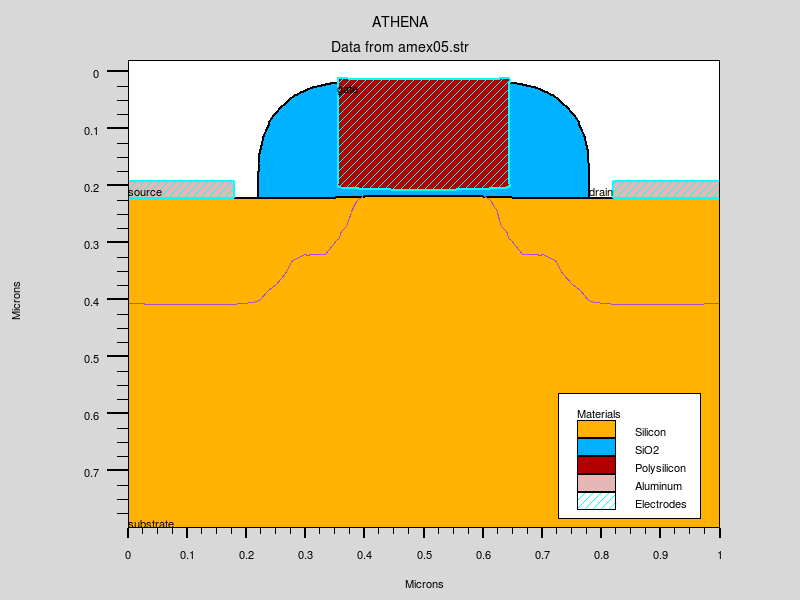 ATHENA
Data from amex05.str
0
0.1
0.2
0.3
0.4
0.5
0.6
0.7
Microns
gate
source
drain
substrate
Materials
Silicon
SiO2
Polysilicon
Aluminum
Electrodes
0 0.1 0.2 0.3 0.4 0.5 0.6 0.7 0.8 0.9 1
Microns